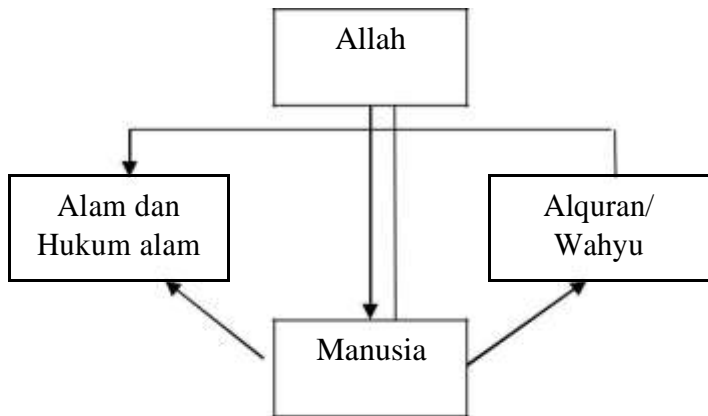 Allah
Alam dan
Hukum alam
Alquran/
Wahyu
Manusia